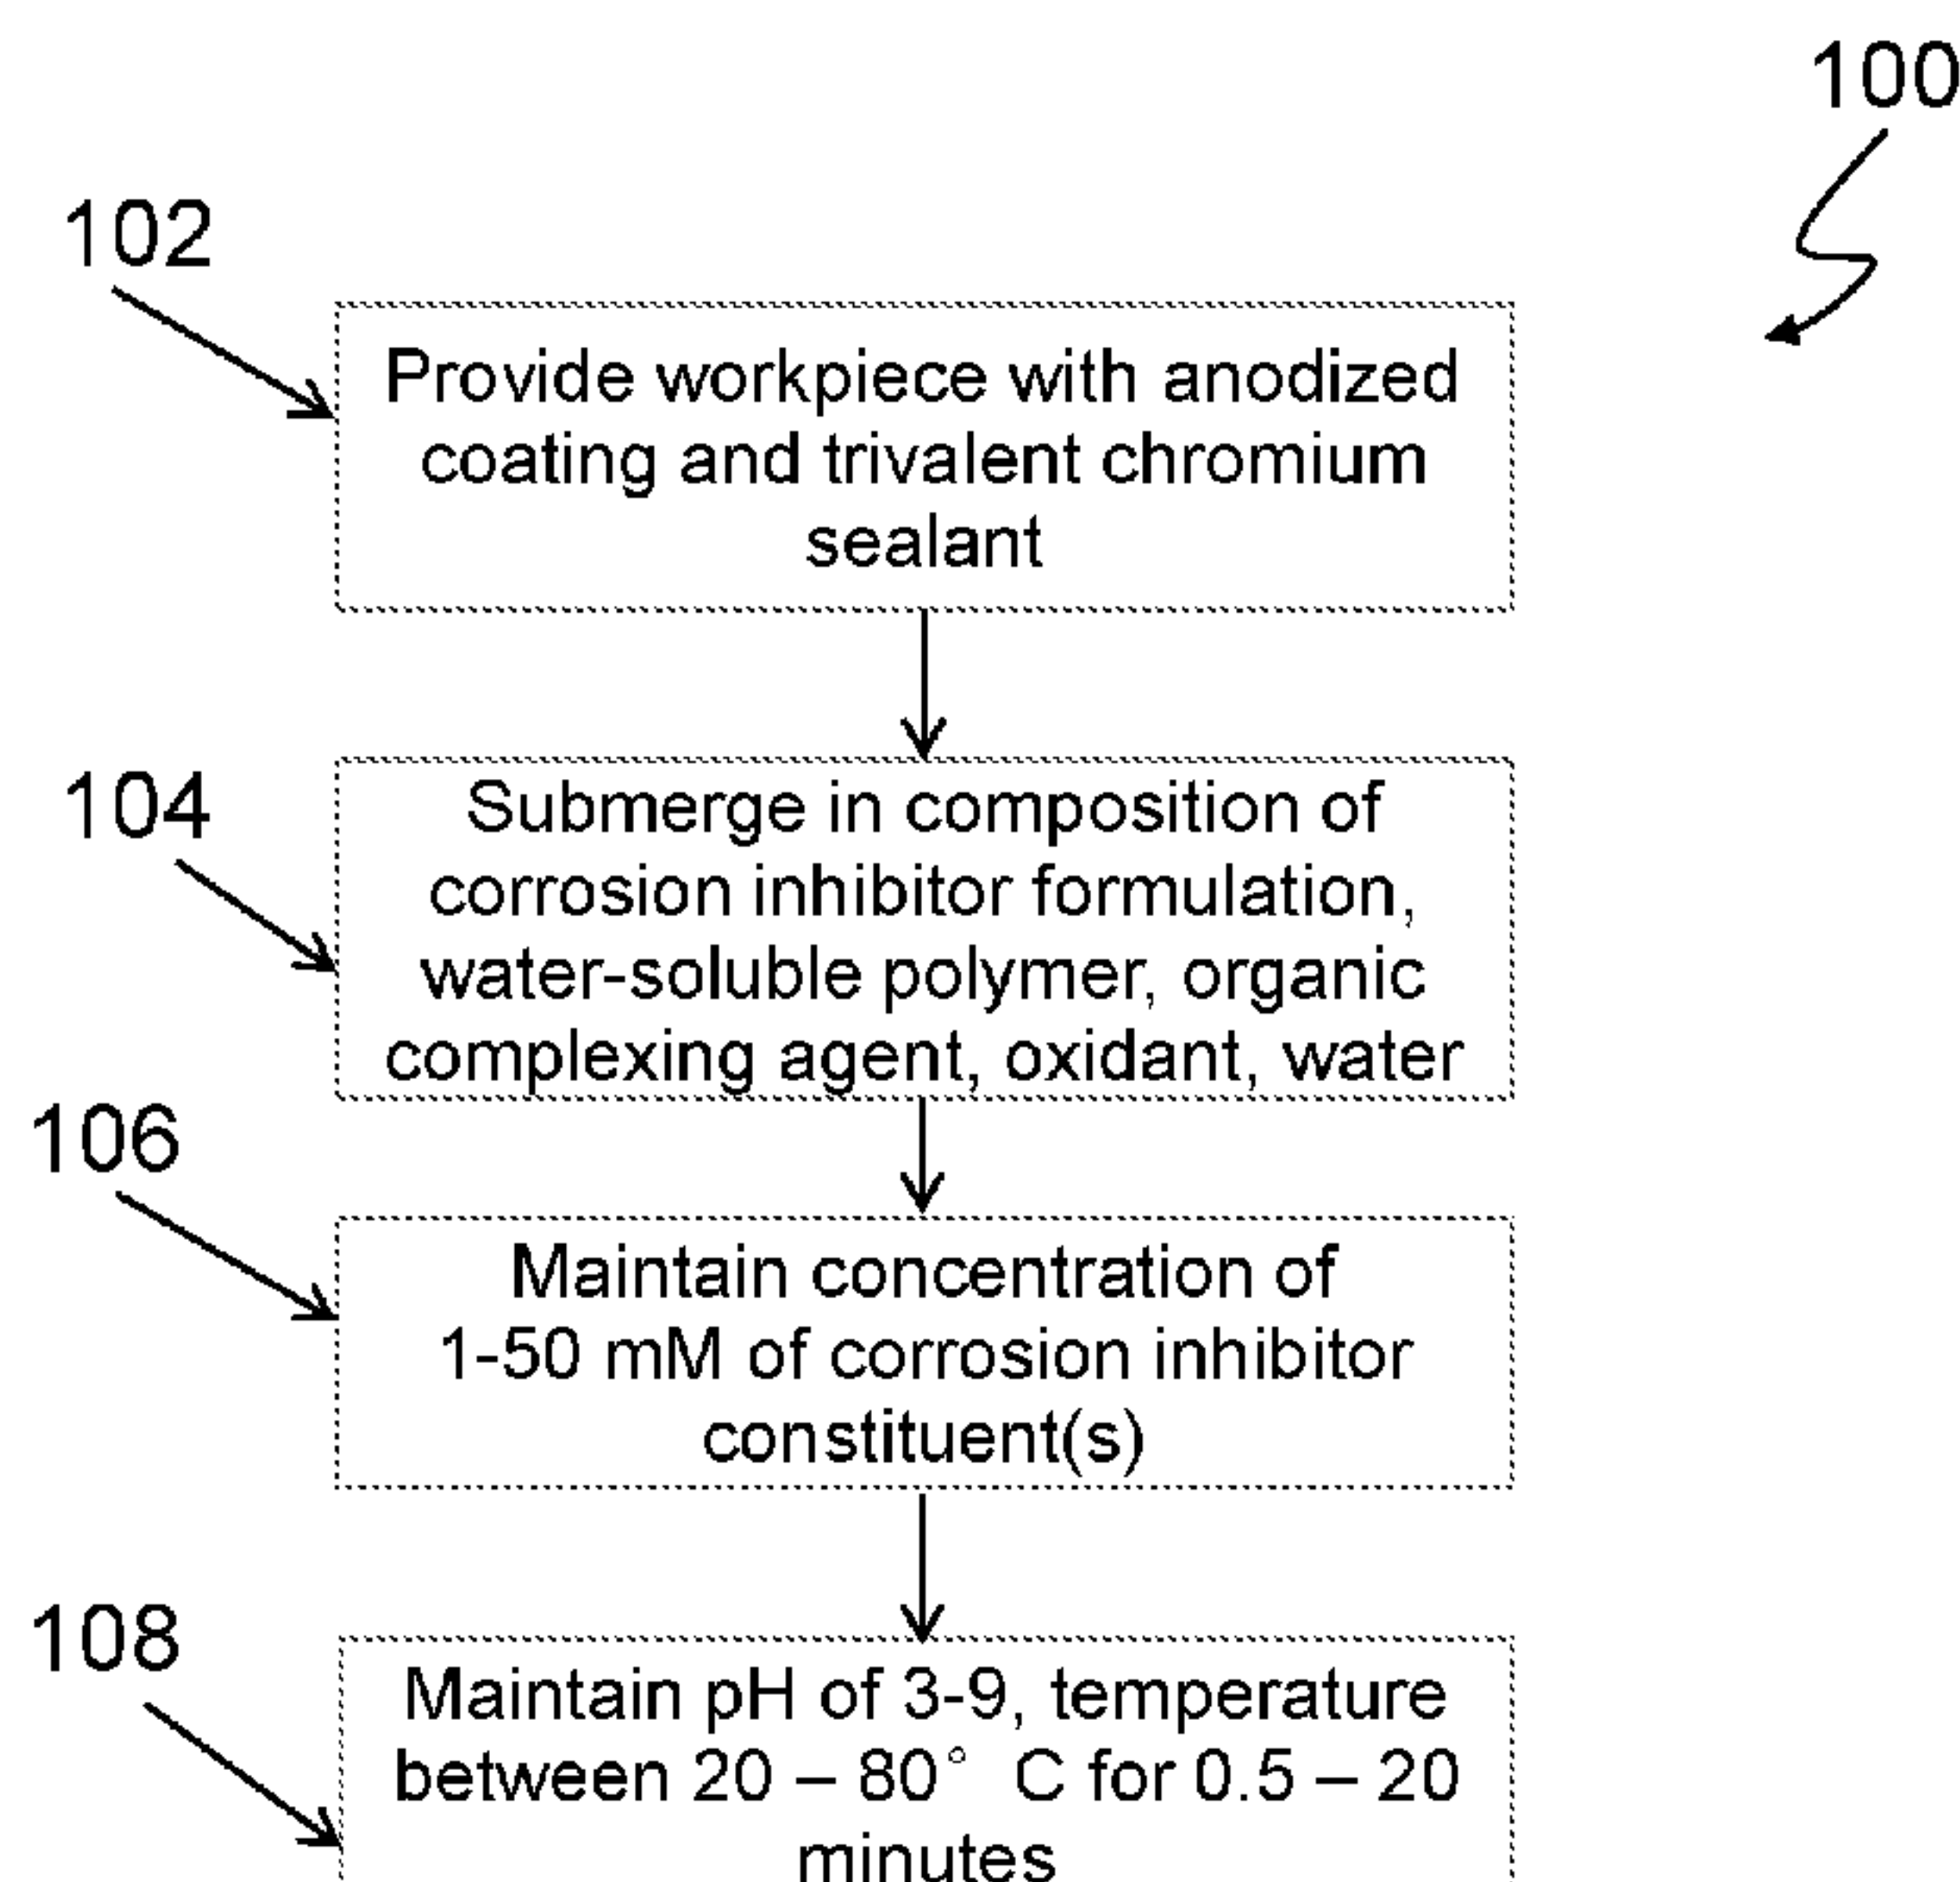 100
102
Provide workpiece with anodized
coating and trivalent chromium
sealant
104
Submerge in composition of
corrosion inhibitor formulation,
water-soluble polymer, organic
complexing agent, oxidant, water
106
Maintain concentration of
1-50 mM of corrosion inhibitor
constituent(s)
108
Maintain pH of 3-9, temperature
between 20 – 80° C for 0.5 – 20
minutes